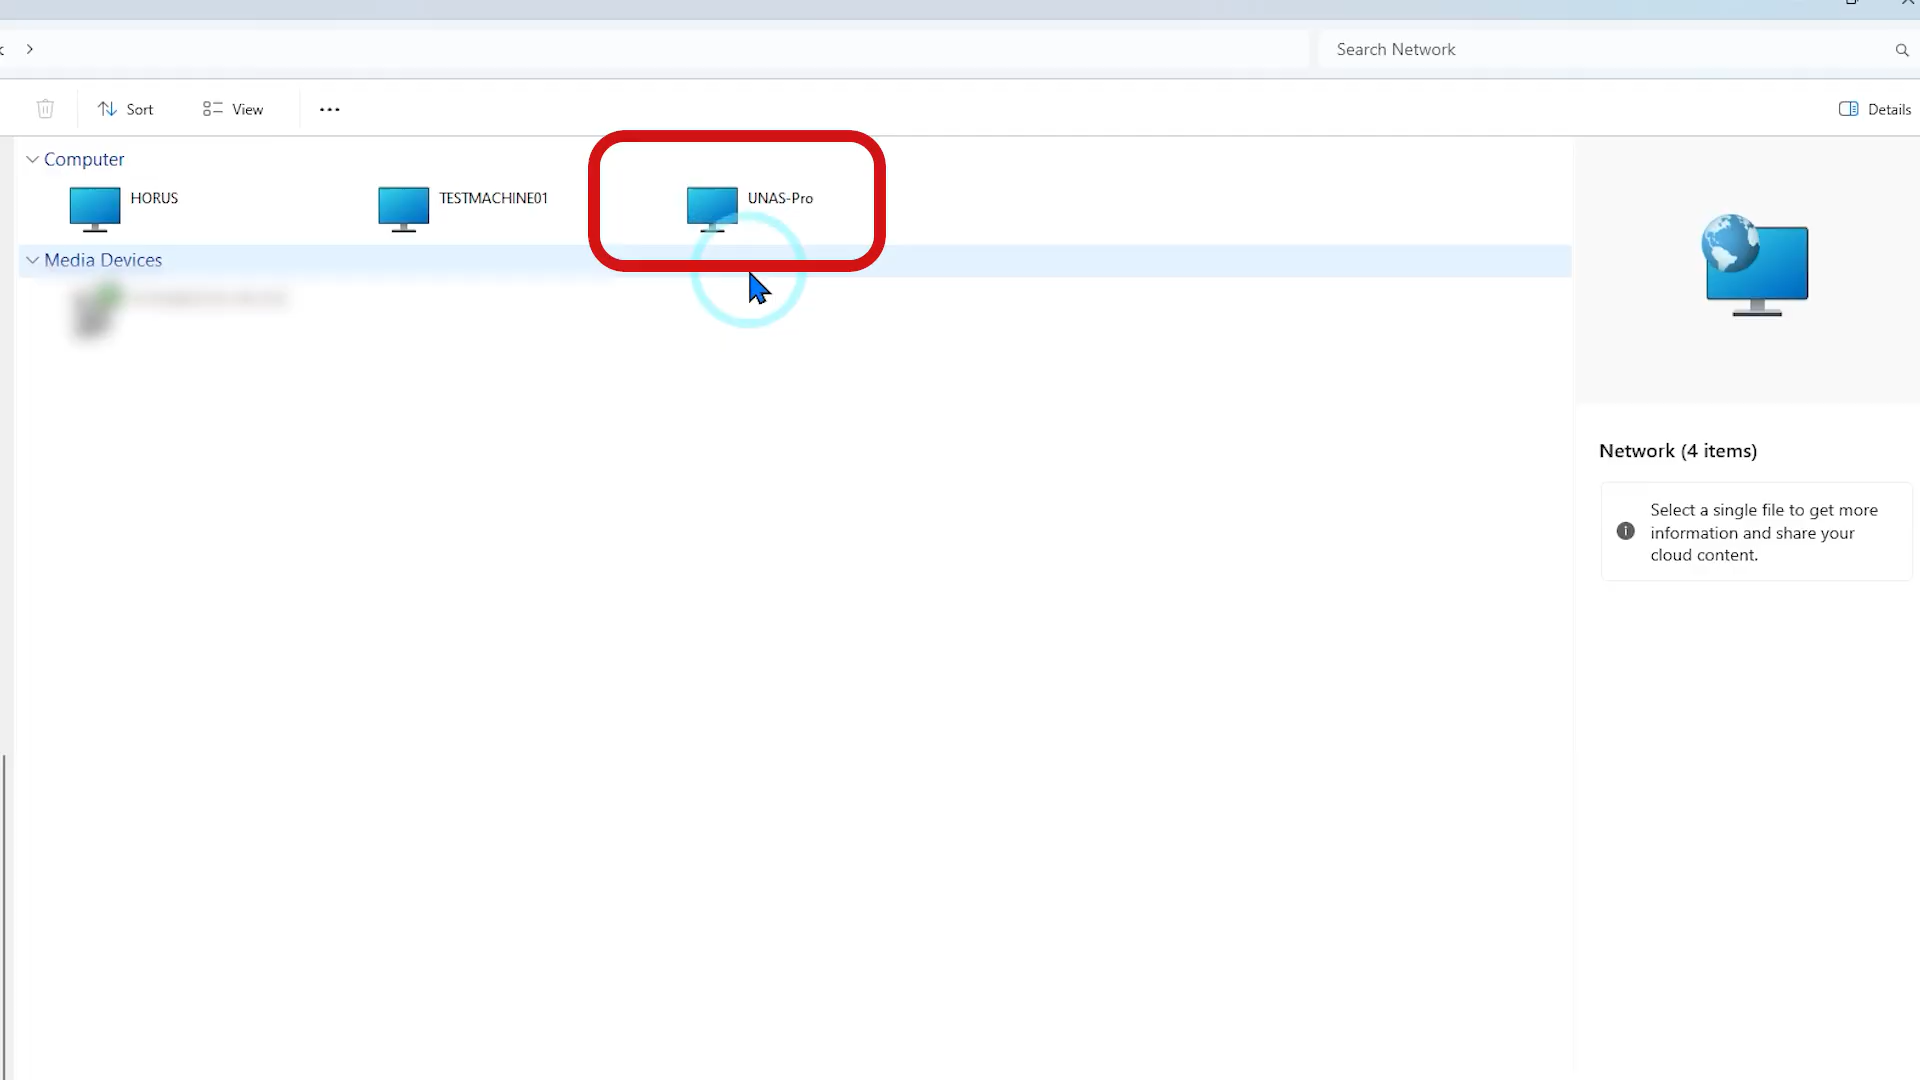 Search Network
Sort
View
Details
Computer
HORUS
TESTMACHINE01
UNAS-Pro
Media Devices
Network (4 items)
Select a single file to get more
information and share your
cloud content.